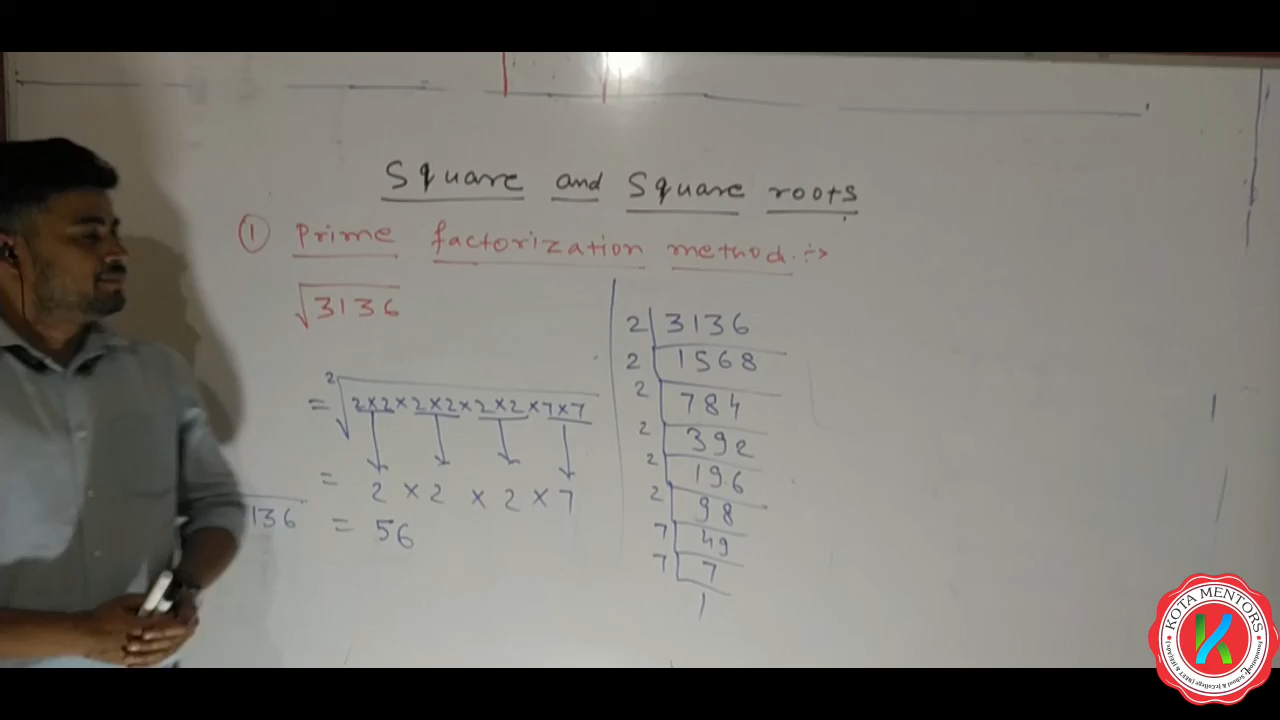 Square and Square roots
① Prime factorization method :->
√3136
= ²√2×2×2×2×2×2×7×7
= 2 × 2 × 2 × 7
136 = 56
2 | 3136
2 | 1568
2 | 784
2 | 392
2 | 196
2 | 98
7 | 49
7 | 7
1
KOTA MENTORS